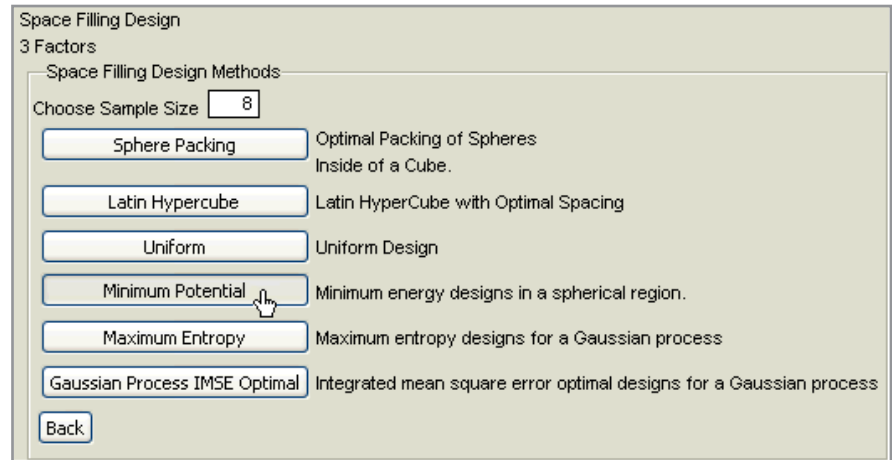 Space Filling Design
3 Factors
Space Filling Design Methods
Choose Sample Size 8
Sphere Packing Optimal Packing of Spheres
Inside of a Cube.
Latin Hypercube Latin HyperCube with Optimal Spacing
Uniform Uniform Design
Minimum Potential Minimum energy designs in a spherical region.
Maximum Entropy Maximum entropy designs for a Gaussian process
Gaussian Process IMSE Optimal Integrated mean square error optimal designs for a Gaussian process
Back